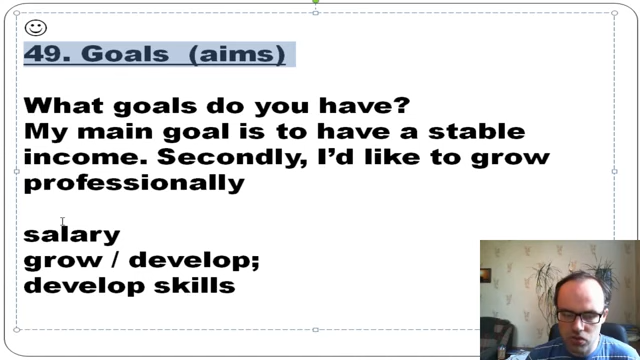 49. Goals (aims)
What goals do you have?
My main goal is to have a stable
income. Secondly, I’d like to grow
professionally
salary
grow / develop;
develop skills